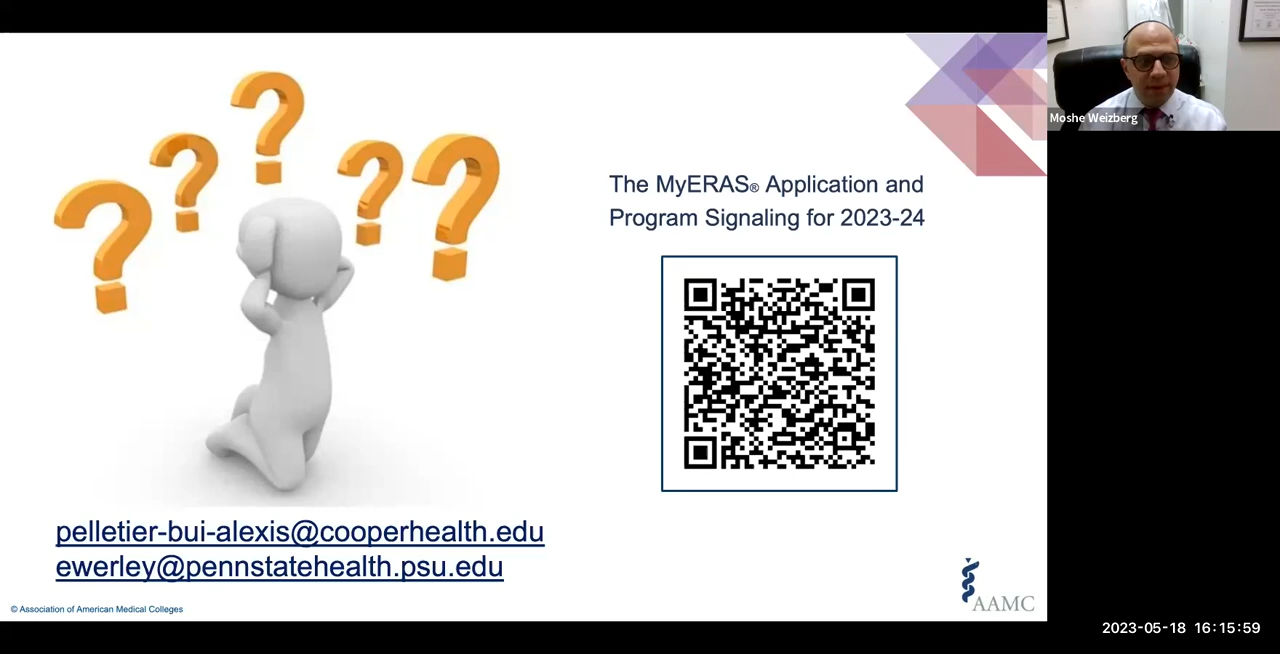 The MyERAS® Application and
Program Signaling for 2023-24
pelletier-bui-alexis@cooperhealth.edu
ewerley@pennstatehealth.psu.edu
© Association of American Medical Colleges
AAMC
Moshe Weizberg
2023-05-18 16:15:59